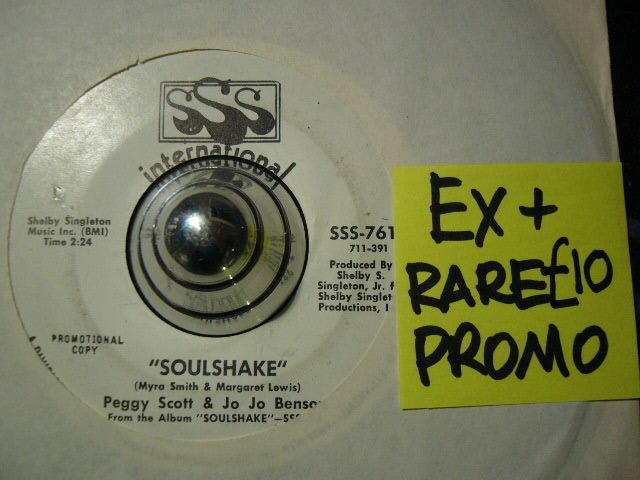 SSS
international
Shelby Singleton
Music Inc. (BMI)
Time 2:24
SSS-761
711-391
Produced By
Shelby S.
Singleton, Jr. f
Shelby Singlet
Productions, I
PROMOTIONAL
COPY
"SOULSHAKE"
(Myra Smith & Margaret Lewis)
Peggy Scott & Jo Jo Benso
From the Album "SOULSHAKE"—SSS
EX +
RARE £10
PROMO